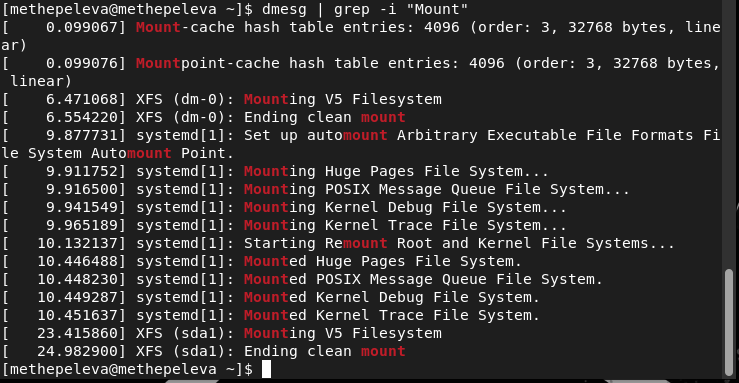 [methepeleva@methepeleva ~]$ dmesg | grep -i "Mount"
[    0.099067] Mount-cache hash table entries: 4096 (order: 3, 32768 bytes, line
ar)
[    0.099076] Mountpoint-cache hash table entries: 4096 (order: 3, 32768 bytes,
 linear)
[    6.471068] XFS (dm-0): Mounting V5 Filesystem
[    6.554220] XFS (dm-0): Ending clean mount
[    9.877731] systemd[1]: Set up automount Arbitrary Executable File Formats Fi
le System Automount Point.
[    9.911752] systemd[1]: Mounting Huge Pages File System...
[    9.916500] systemd[1]: Mounting POSIX Message Queue File System...
[    9.941549] systemd[1]: Mounting Kernel Debug File System...
[    9.965189] systemd[1]: Mounting Kernel Trace File System...
[   10.132137] systemd[1]: Starting Remount Root and Kernel File Systems...
[   10.446488] systemd[1]: Mounted Huge Pages File System.
[   10.448230] systemd[1]: Mounted POSIX Message Queue File System.
[   10.449287] systemd[1]: Mounted Kernel Debug File System.
[   10.451637] systemd[1]: Mounted Kernel Trace File System.
[   23.415860] XFS (sda1): Mounting V5 Filesystem
[   24.982900] XFS (sda1): Ending clean mount
[methepeleva@methepeleva ~]$